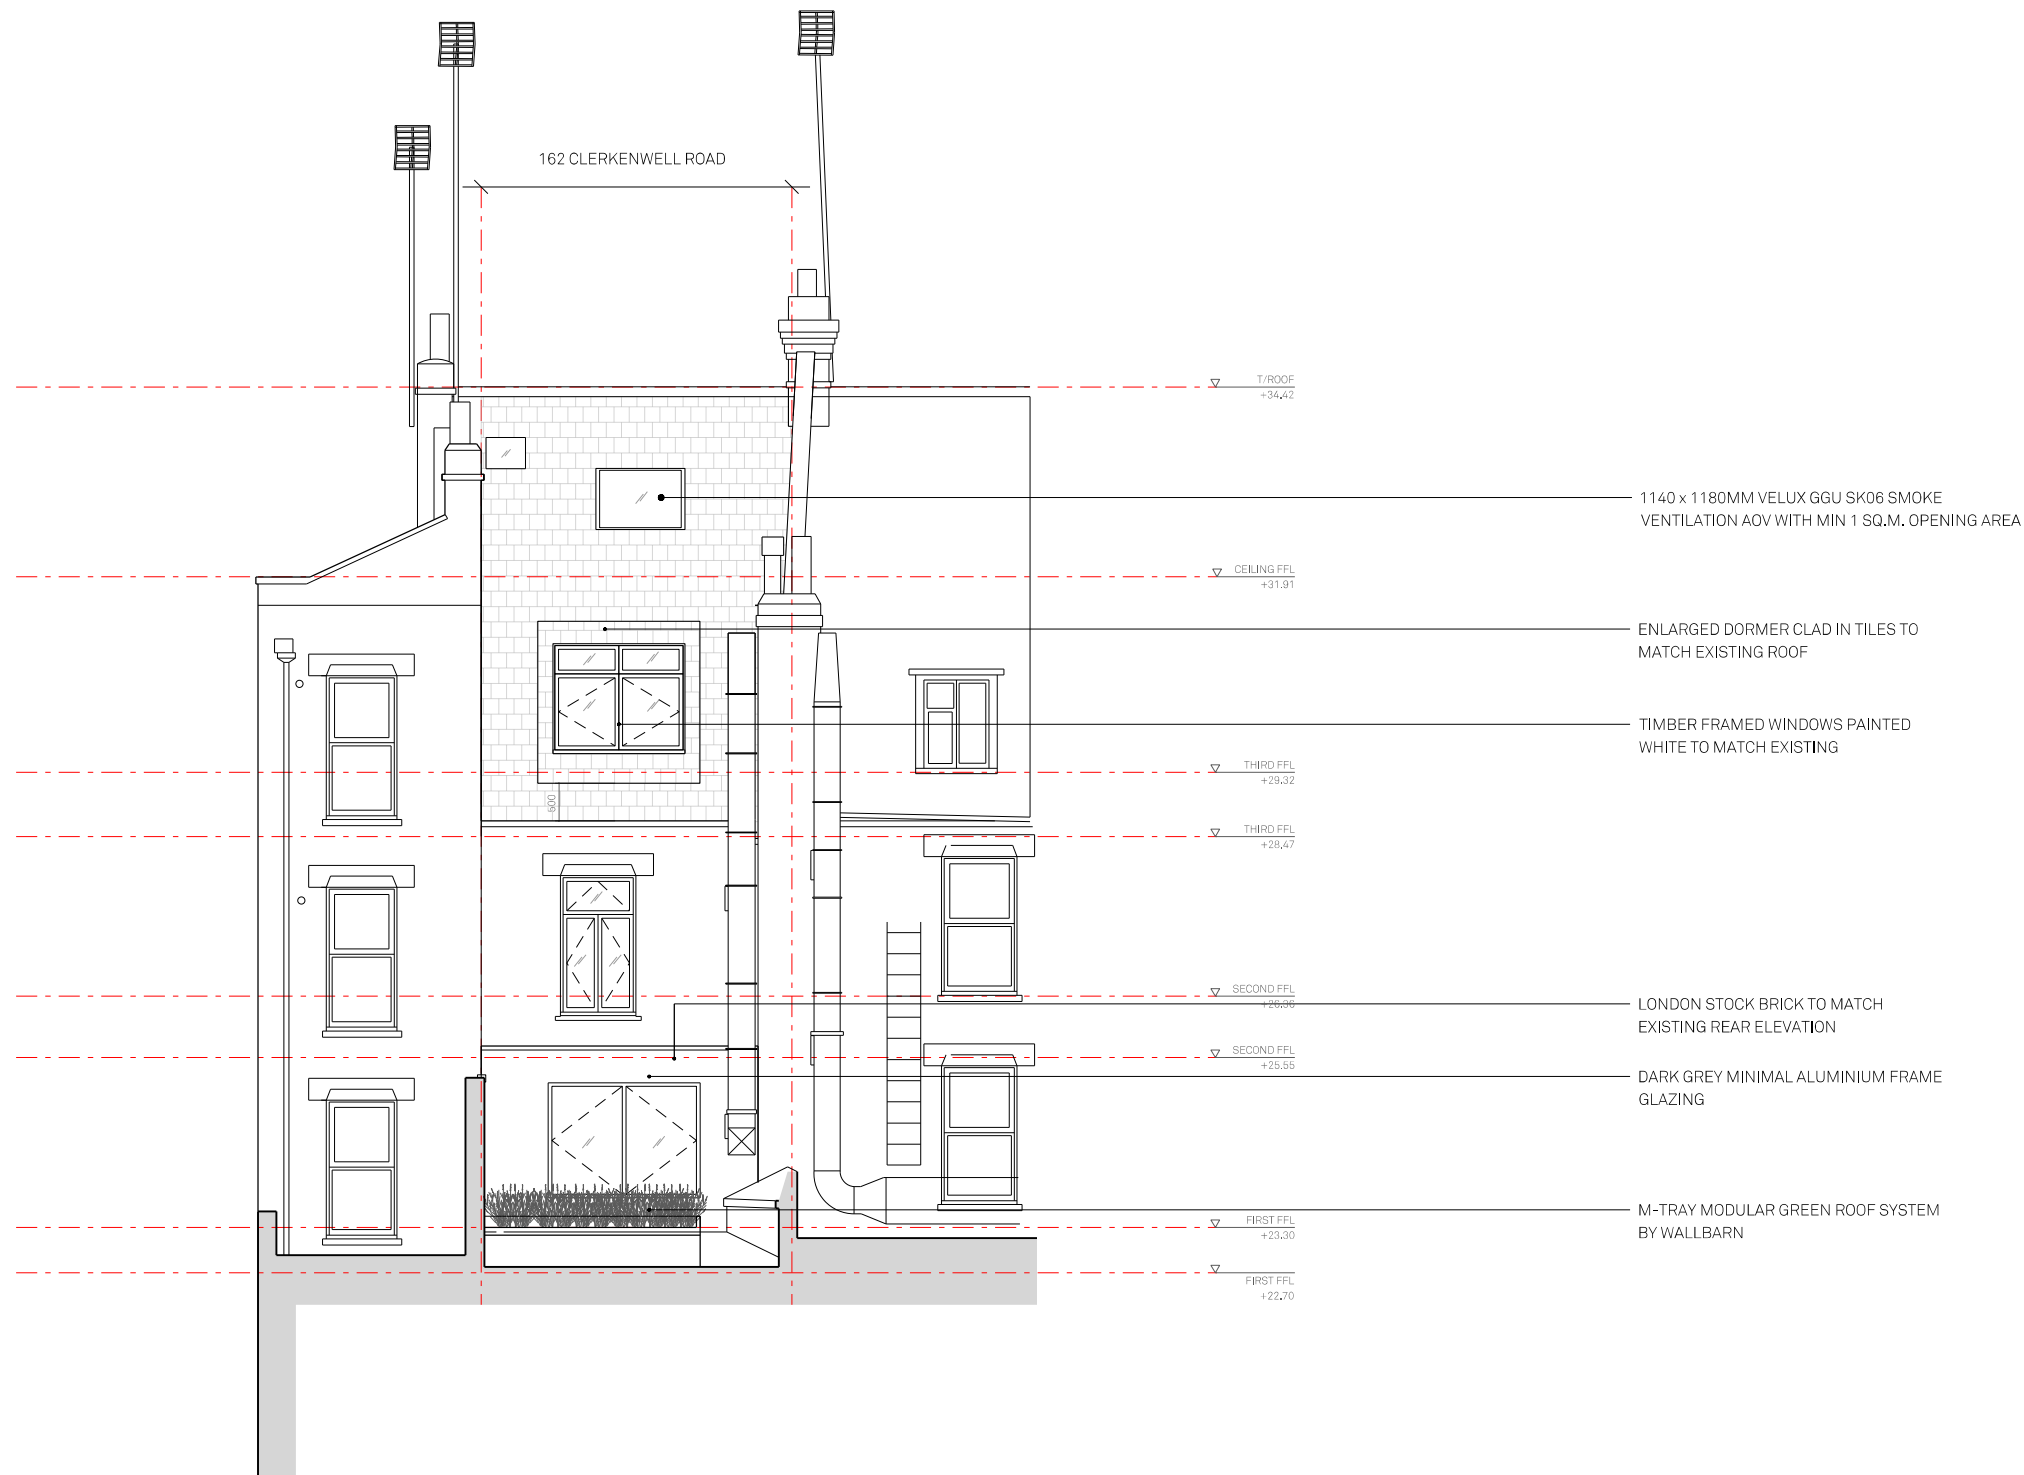 162 CLERKENWELL ROAD
T/ROOF
+34.42
1140 x 1180MM VELUX GGU SK06 SMOKE
VENTILATION AOV WITH MIN 1 SQ.M. OPENING AREA
CEILING FFL
+31.91
ENLARGED DORMER CLAD IN TILES TO
MATCH EXISTING ROOF
TIMBER FRAMED WINDOWS PAINTED
WHITE TO MATCH EXISTING
THIRD FFL
+29.32
500
THIRD FFL
+28.47
SECOND FFL
+26.36
LONDON STOCK BRICK TO MATCH
EXISTING REAR ELEVATION
SECOND FFL
+25.55
DARK GREY MINIMAL ALUMINIUM FRAME
GLAZING
M-TRAY MODULAR GREEN ROOF SYSTEM
BY WALLBARN
FIRST FFL
+23.30
FIRST FFL
+22.70